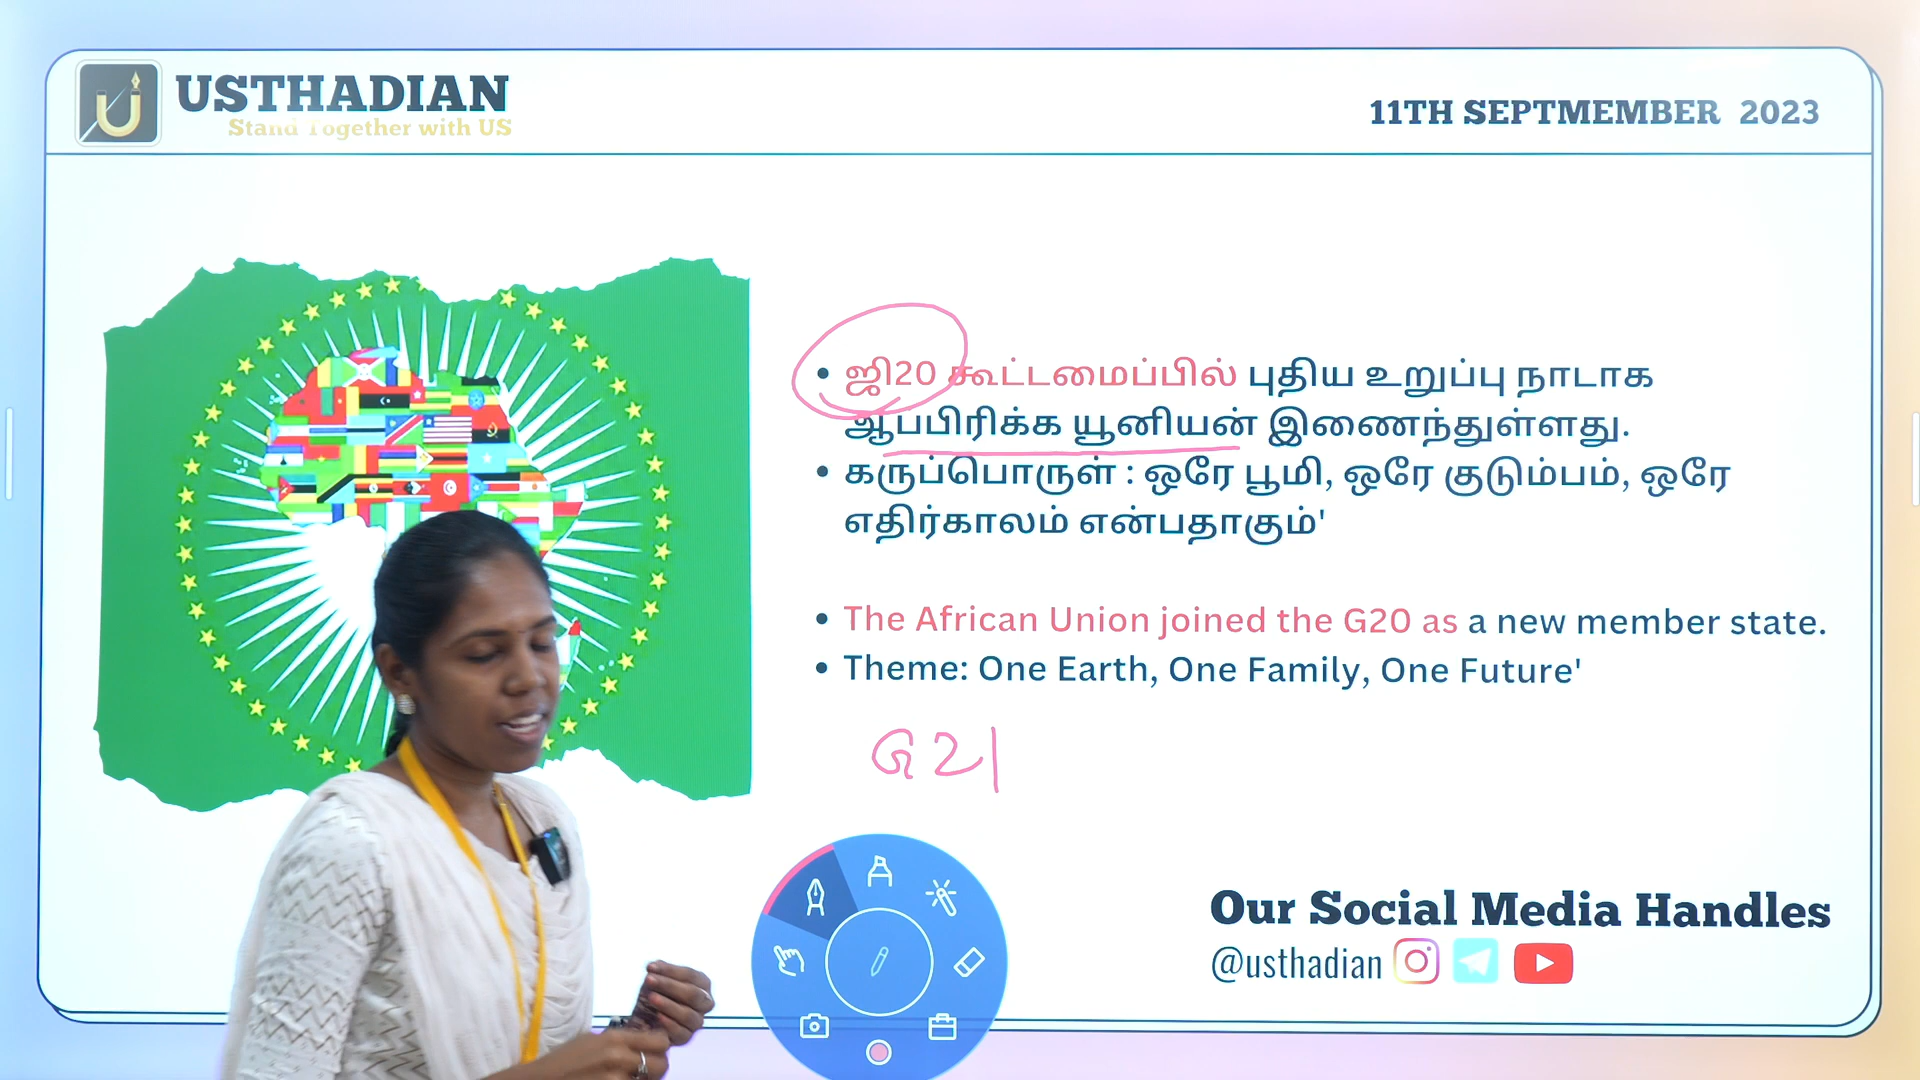 USTHADIAN
Stand Together with US
11TH SEPTMEMBER 2023
ஜி20 கூட்டமைப்பில் புதிய உறுப்பு நாடாக
ஆப்பிரிக்க யூனியன் இணைந்துள்ளது.
கருப்பொருள் : ஒரே பூமி, ஒரே குடும்பம், ஒரே
எதிர்காலம் என்பதாகும்'
The African Union joined the G20 as a new member state.
Theme: One Earth, One Family, One Future'
G21
Our Social Media Handles
@usthadian